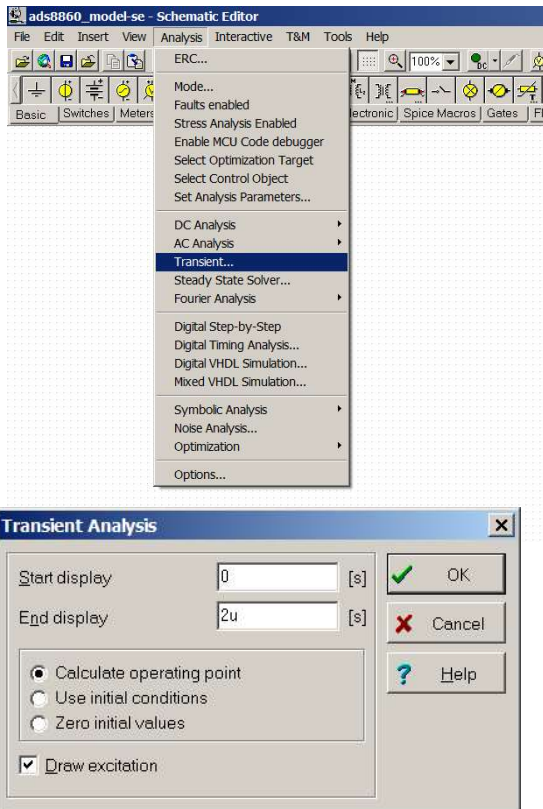 ads8860_model-se - Schematic Editor
File Edit Insert View Analysis Interactive T&M Tools Help
100%
Basic Switches Meters Spice Macros Gates
ERC...
Mode...
Faults enabled
Stress Analysis Enabled
Enable MCU Code debugger
Select Optimization Target
Select Control Object
Set Analysis Parameters...
DC Analysis
AC Analysis
Transient...
Steady State Solver...
Fourier Analysis
Digital Step-by-Step
Digital Timing Analysis...
Digital VHDL Simulation...
Mixed VHDL Simulation...
Symbolic Analysis
Noise Analysis...
Optimization
Options...
Transient Analysis
Start display 0 [s] OK
End display 2u [s] Cancel
Calculate operating point Help
Use initial conditions
Zero initial values
Draw excitation